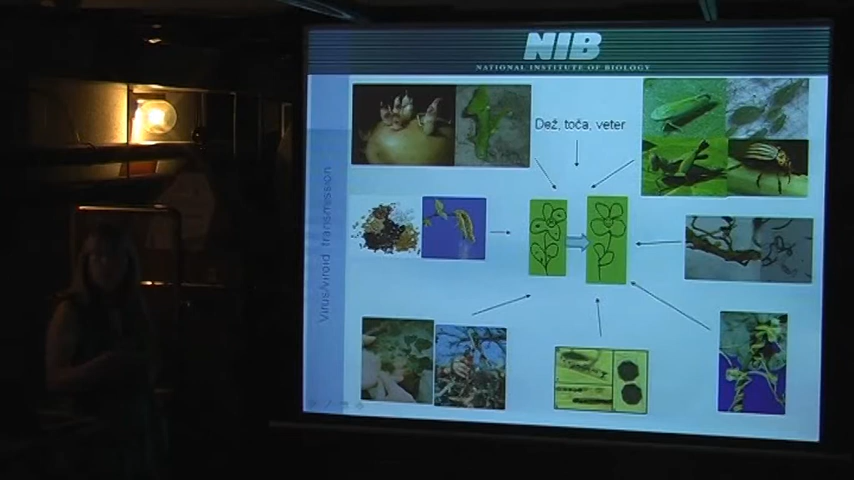 NIB
NATIONAL INSTITUTE OF BIOLOGY
Dež, toča, veter
Virus/viroid transmission